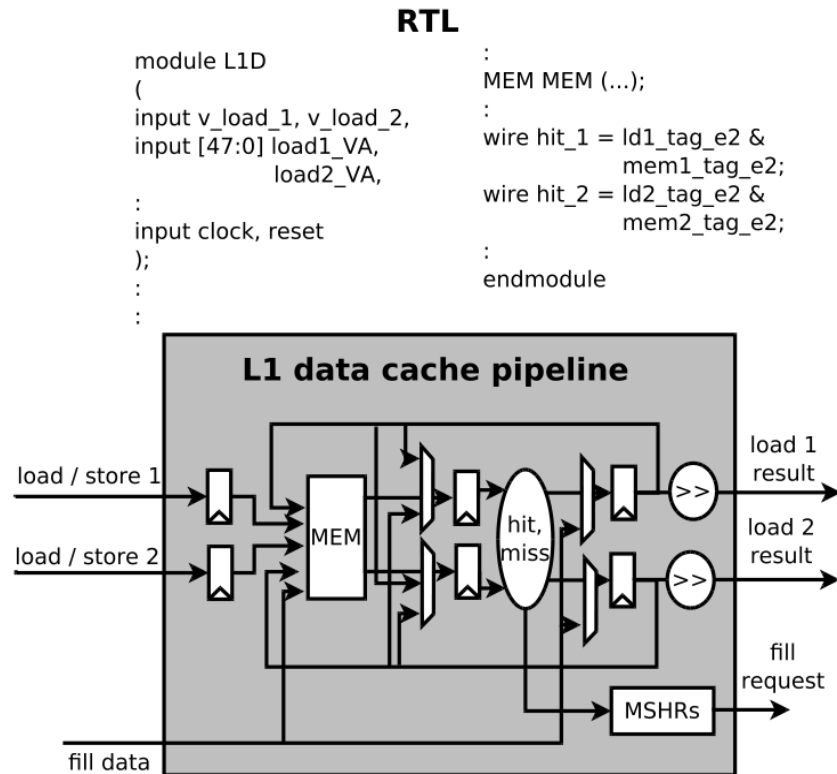 RTL
module L1D
(
input v_load_1, v_load_2,
input [47:0] load1_VA,
load2_VA,
:
input clock, reset
);
:
:
:
MEM MEM (...);
:
wire hit_1 = ld1_tag_e2 &
mem1_tag_e2;
wire hit_2 = ld2_tag_e2 &
mem2_tag_e2;
:
endmodule
L1 data cache pipeline
load / store 1
load / store 2
MEM
hit,
miss
>>
>>
load 1
result
load 2
result
fill
request
MSHRs
fill data